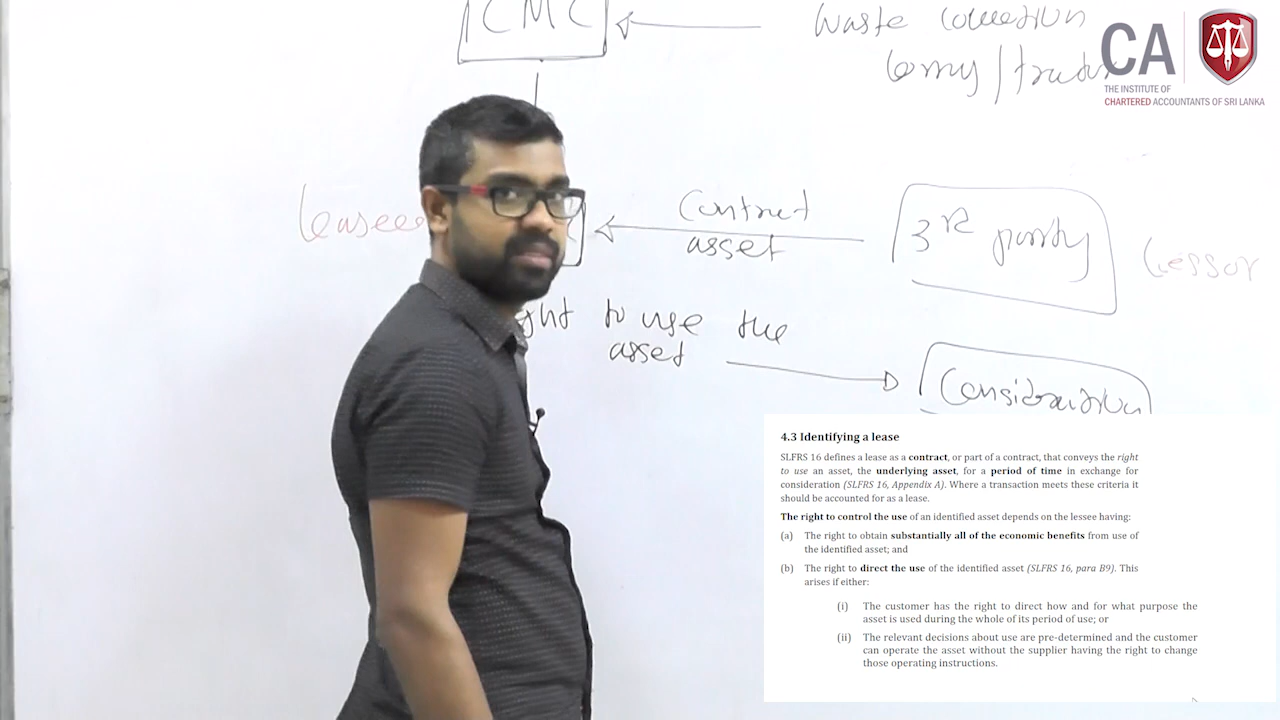 CMC
Waste
CA
THE INSTITUTE OF
CHARTERED ACCOUNTANTS OF SRI LANKA
leasee
Contract
asset
3rd party
Lessor
ght to use the
asset
Consideration
4.3 Identifying a lease
SLFRS 16 defines a lease as a contract, or part of a contract, that conveys the right
to use an asset, the underlying asset, for a period of time in exchange for
consideration (SLFRS 16, Appendix A). Where a transaction meets these criteria it
should be accounted for as a lease.
The right to control the use of an identified asset depends on the lessee having:
(a) The right to obtain substantially all of the economic benefits from use of
the identified asset; and
(b) The right to direct the use of the identified asset (SLFRS 16, para B9). This
arises if either:
(i) The customer has the right to direct how and for what purpose the
asset is used during the whole of its period of use; or
(ii) The relevant decisions about use are pre-determined and the customer
can operate the asset without the supplier having the right to change
those operating instructions.